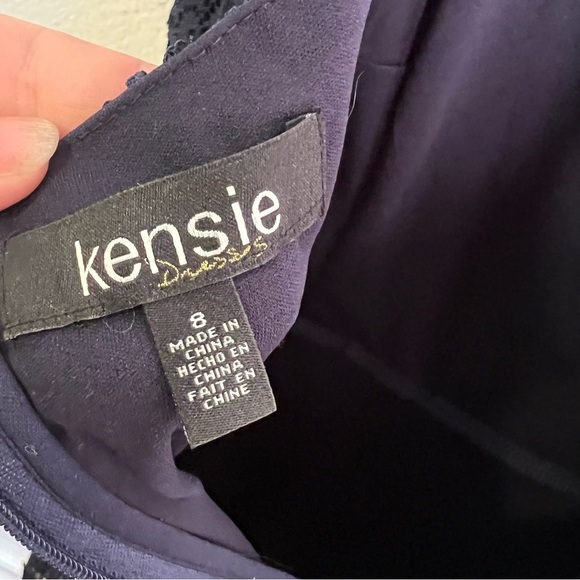 kensie
Dresses
8
MADE IN
CHINA
HECHO EN
CHINA
FAIT EN
CHINE